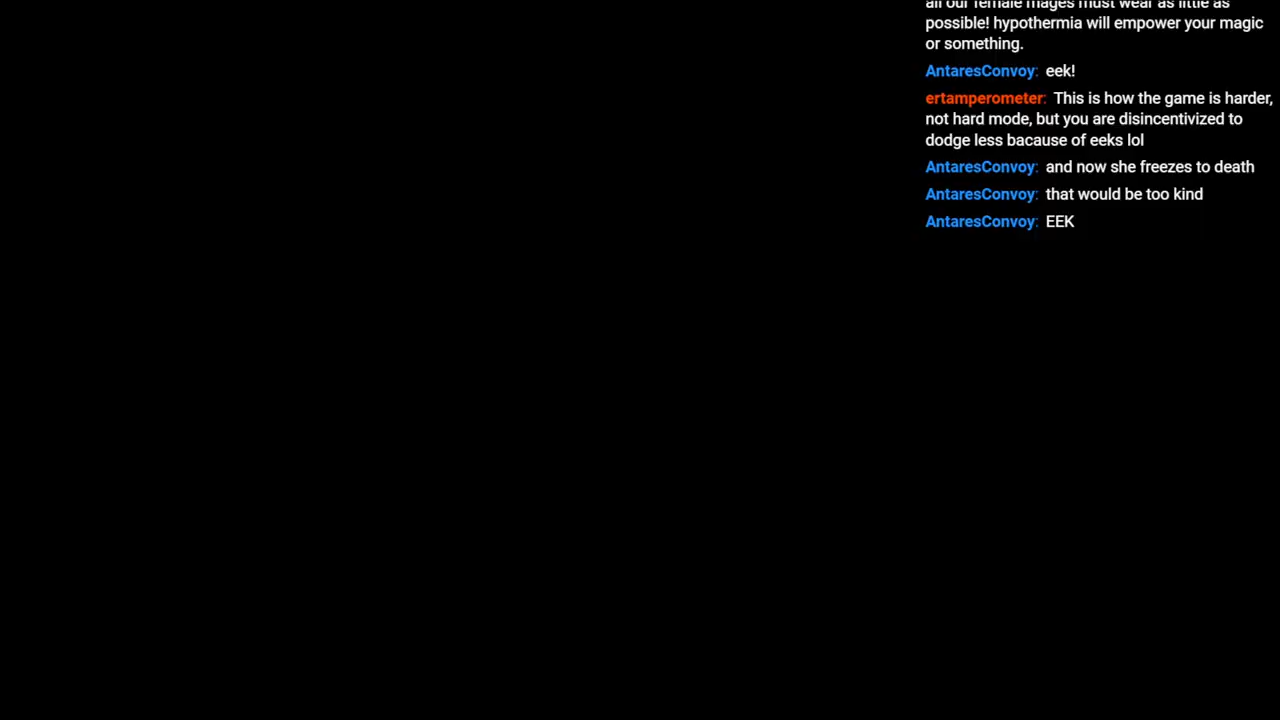 all our female mages must wear as little as
possible! hypothermia will empower your magic
or something.
AntaresConvoy: eek!
ertamperometer: This is how the game is harder,
not hard mode, but you are disincentivized to
dodge less bacause of eeks lol
AntaresConvoy: and now she freezes to death
AntaresConvoy: that would be too kind
AntaresConvoy: EEK